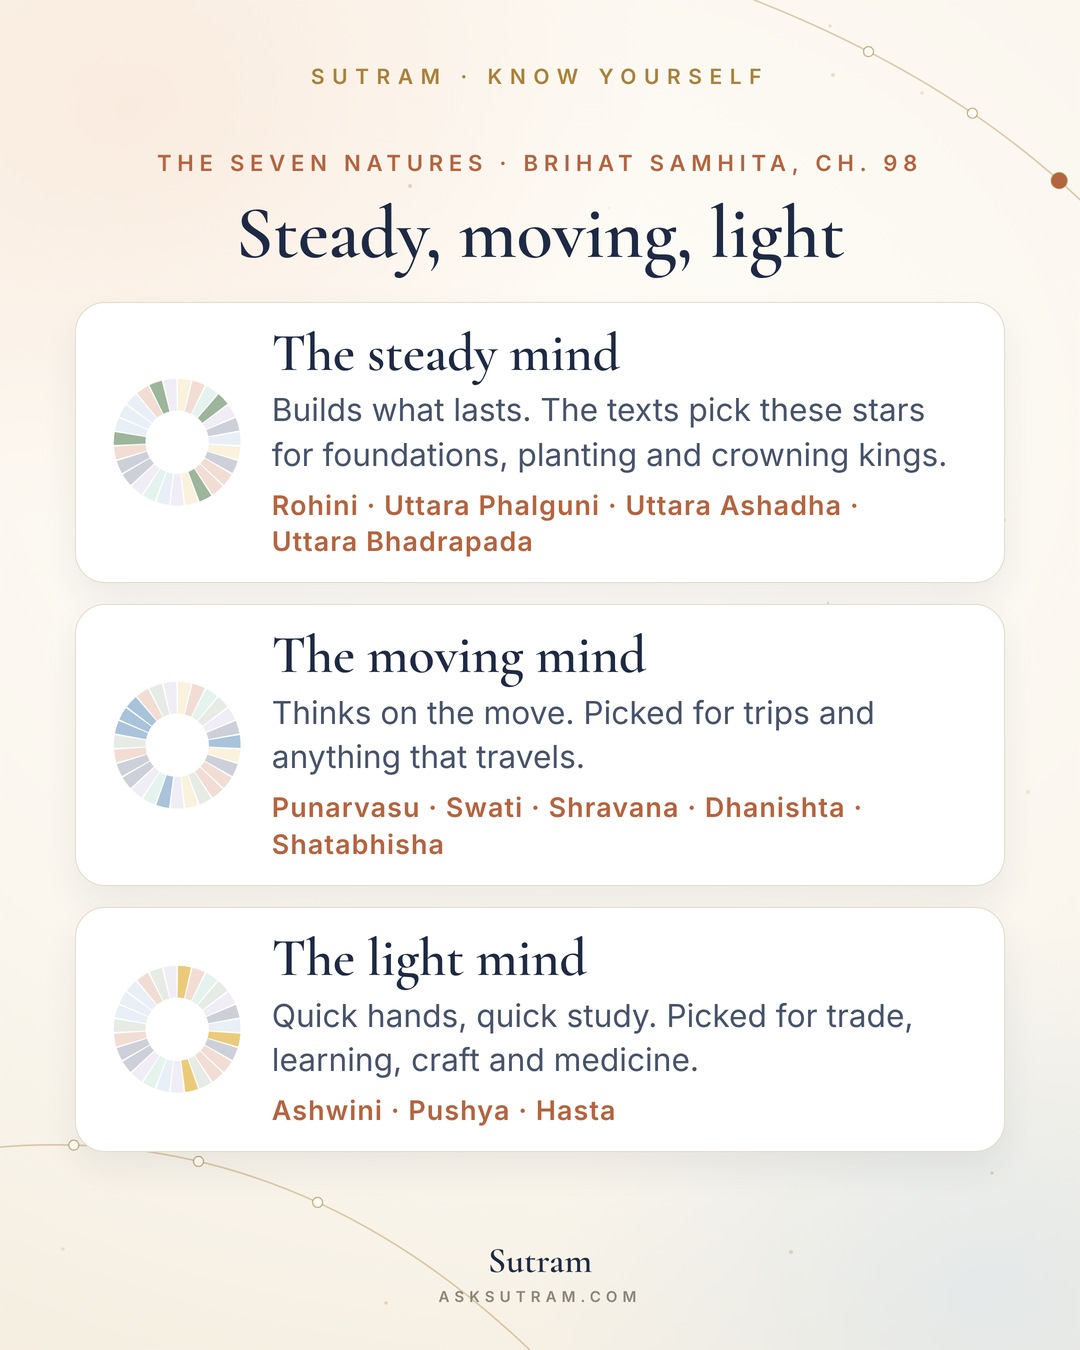 SUTRAM · KNOW YOURSELF
THE SEVEN NATURES · BRIHAT SAMHITA, CH. 98
Steady, moving, light
The steady mind
Builds what lasts. The texts pick these stars
for foundations, planting and crowning kings.
Rohini · Uttara Phalguni · Uttara Ashadha ·
Uttara Bhadrapada
The moving mind
Thinks on the move. Picked for trips and
anything that travels.
Punarvasu · Swati · Shravana · Dhanishta ·
Shatabhisha
The light mind
Quick hands, quick study. Picked for trade,
learning, craft and medicine.
Ashwini · Pushya · Hasta
Sutram
ASKSUTRAM.COM